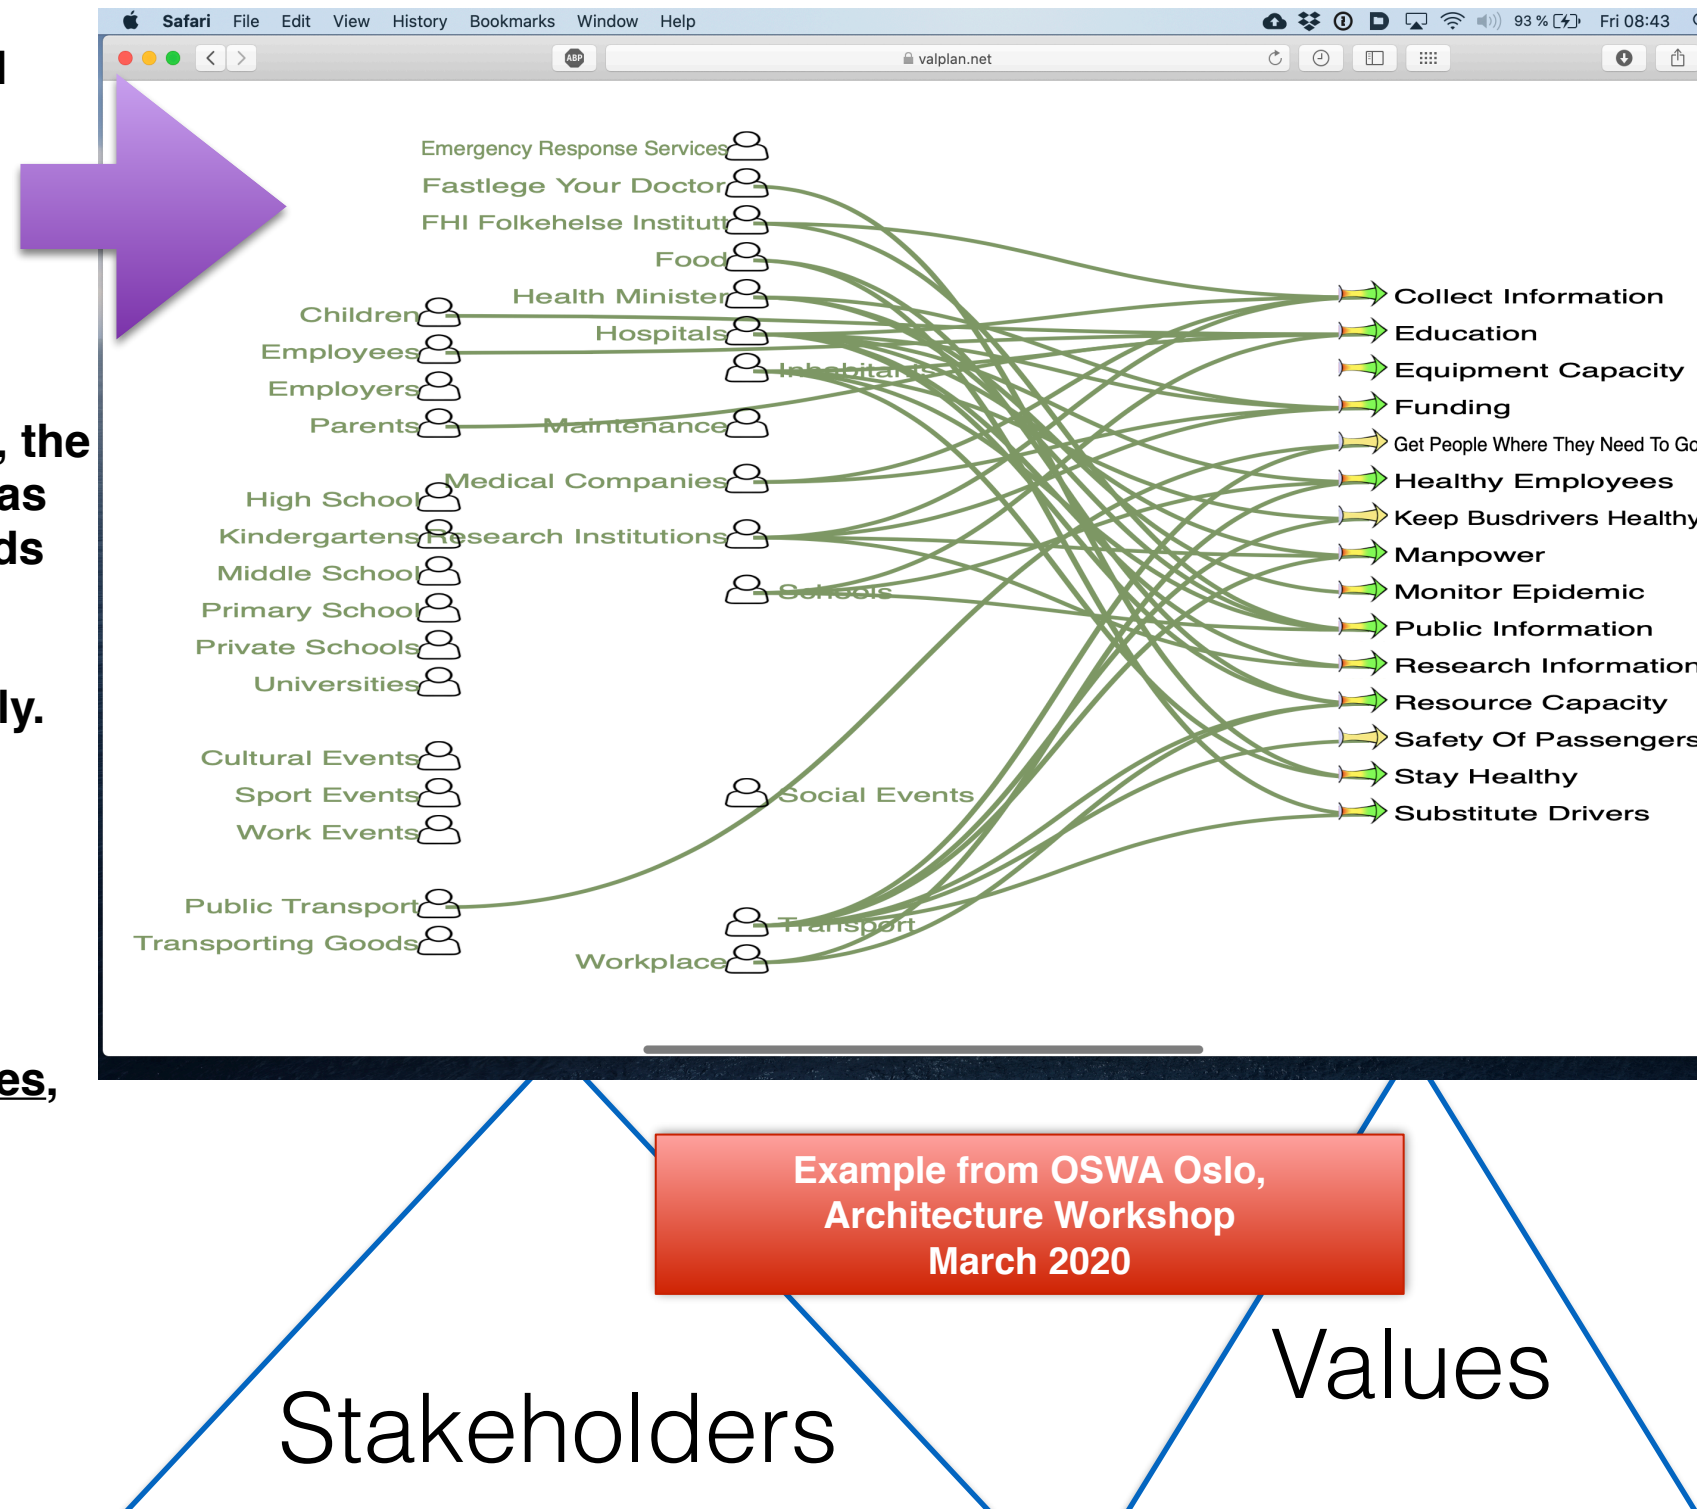 Safari File Edit View History Bookmarks Window Help 93 % Fri 08:43
ABP valplan.net
, the
as
ds
ly.
es,
Emergency Response Services
Fastlege Your Doctor
FHI Folkehelse Institutt
Food
Health Minister
Hospitals
Inhabitants
Maintenance
Medical Companies
Research Institutions
Schools
Social Events
Transport
Workplace
Children
Employees
Employers
Parents
High School
Kindergartens
Middle School
Primary School
Private Schools
Universities
Cultural Events
Sport Events
Work Events
Public Transport
Transporting Goods
Collect Information
Education
Equipment Capacity
Funding
Get People Where They Need To Go
Healthy Employees
Keep Busdrivers Healthy
Manpower
Monitor Epidemic
Public Information
Research Information
Resource Capacity
Safety Of Passengers
Stay Healthy
Substitute Drivers
Example from OSWA Oslo,
Architecture Workshop
March 2020
Values
Stakeholders